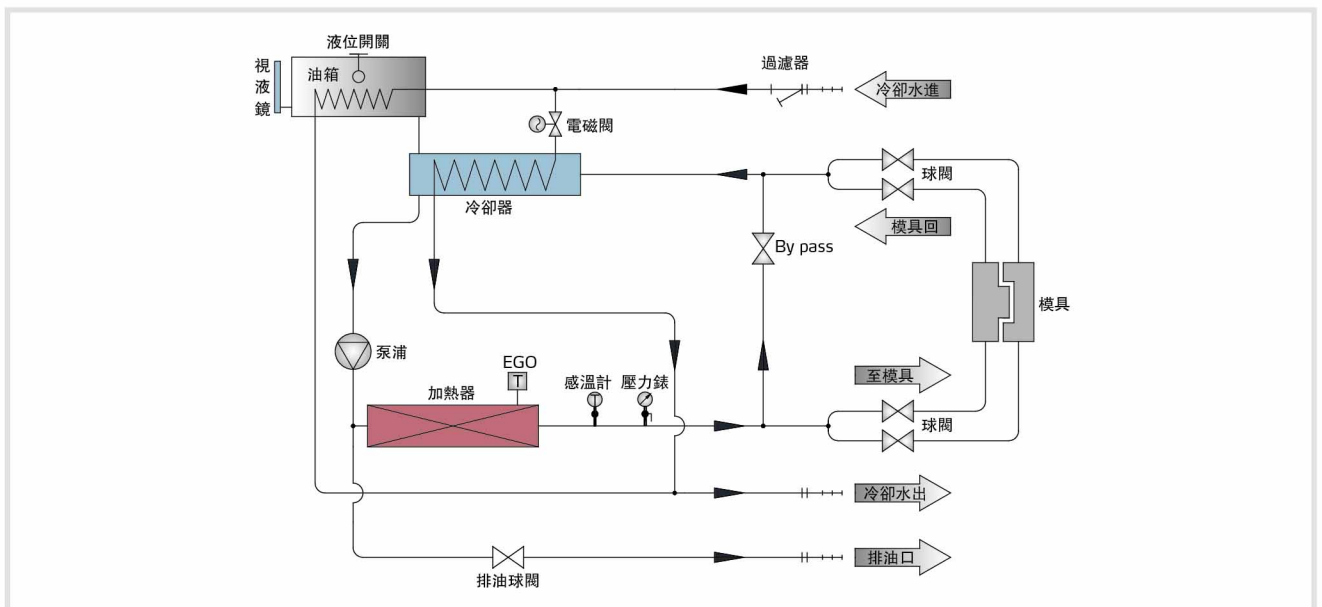 液位開關
視液鏡
油箱
過濾器
冷卻水進
電磁閥
球閥
冷卻器
模具回
By pass
模具
泵浦
EGO
T
至模具
加熱器
感溫計
T
壓力錶
球閥
冷卻水出
排油口
排油球閥